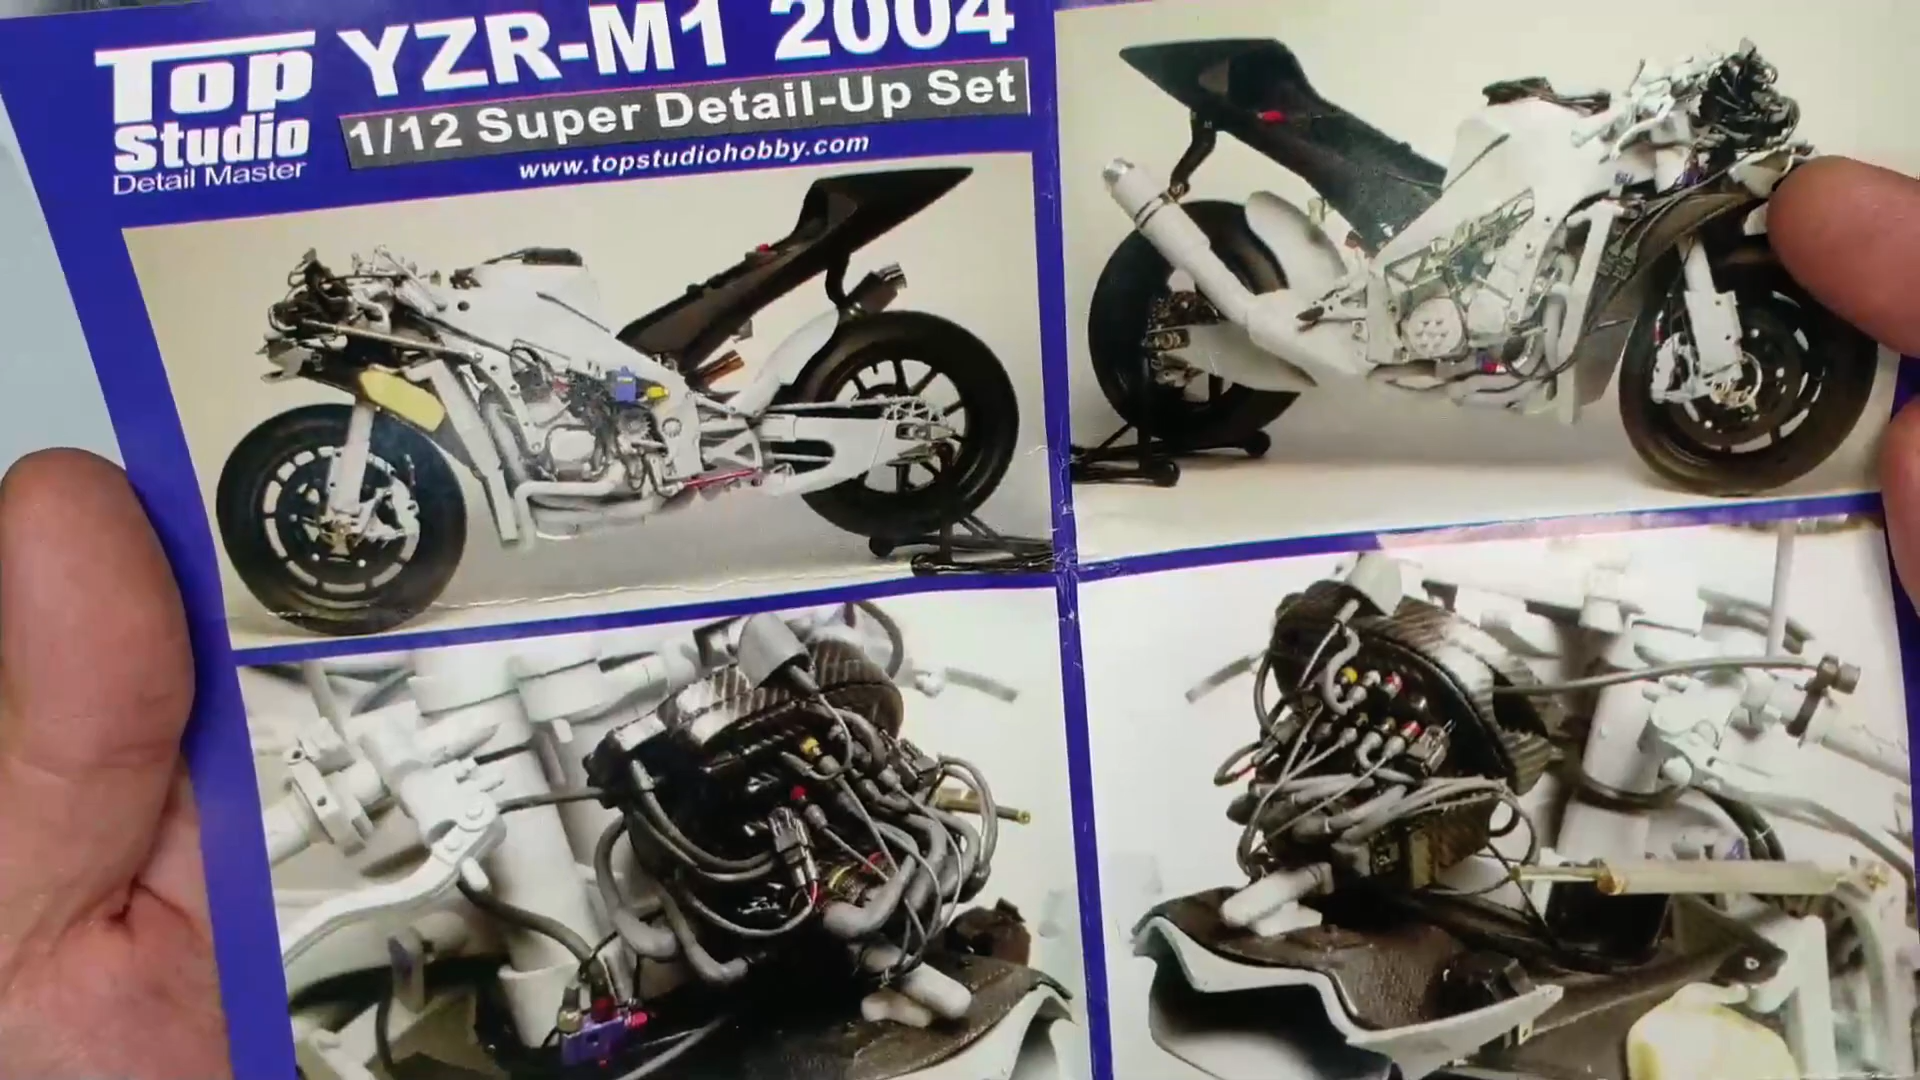 Top
Studio
Detail Master
YZR-M1 2004
1/12 Super Detail-Up Set
www.topstudiohobby.com